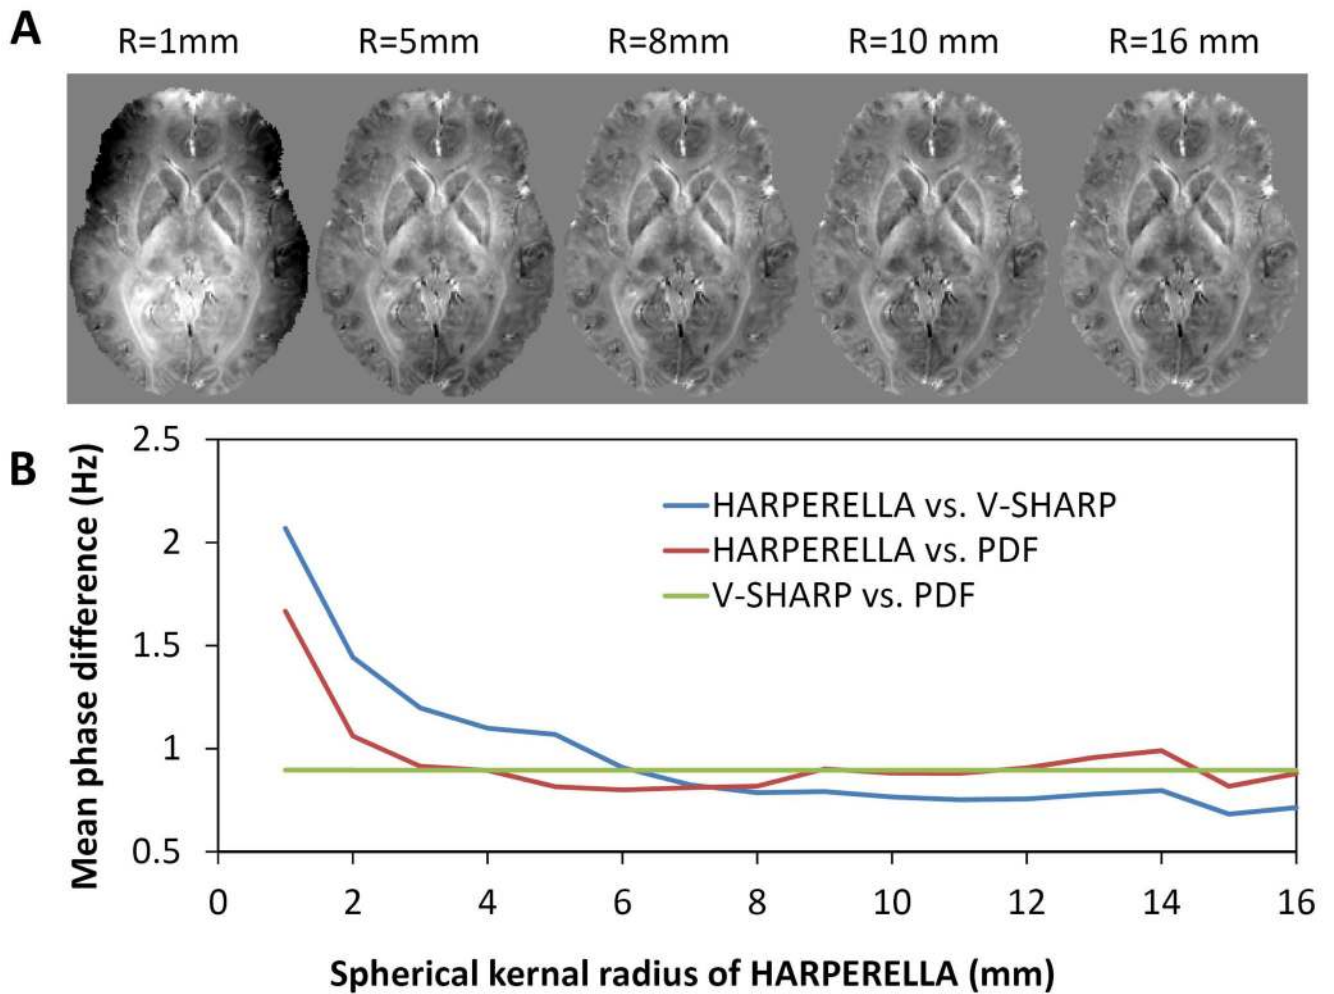 A
R=1mm R=5mm R=8mm R=10 mm R=16 mm
B
Mean phase difference (Hz)
2.5
2
1.5
1
0.5
HARPERELLA vs. V-SHARP
HARPERELLA vs. PDF
V-SHARP vs. PDF
0 2 4 6 8 10 12 14 16
Spherical kernal radius of HARPERELLA (mm)